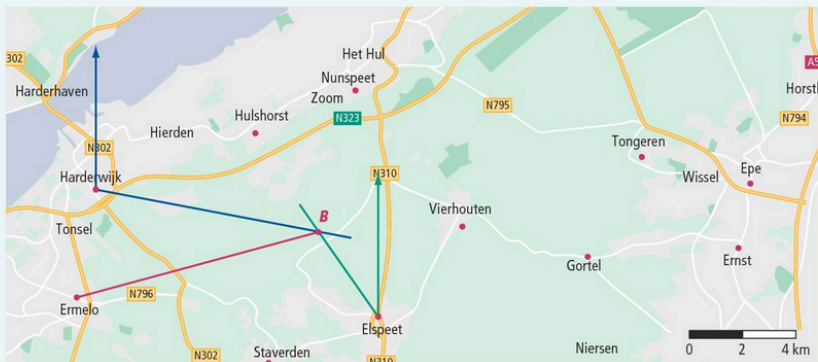 302
Het Hul
Nunspeet
Zoom
Harderhaven
Horst
N795
Hulshorst
N323
N794
Hierden
N302
Tongeren
Harderwijk
N310
Wissel
Epe
Vierhouten
B
Tonsel
Ernst
Gortel
Ermelo
N796
Elspeet
N302
Staverden
N310
Niersen
0 2 4 km